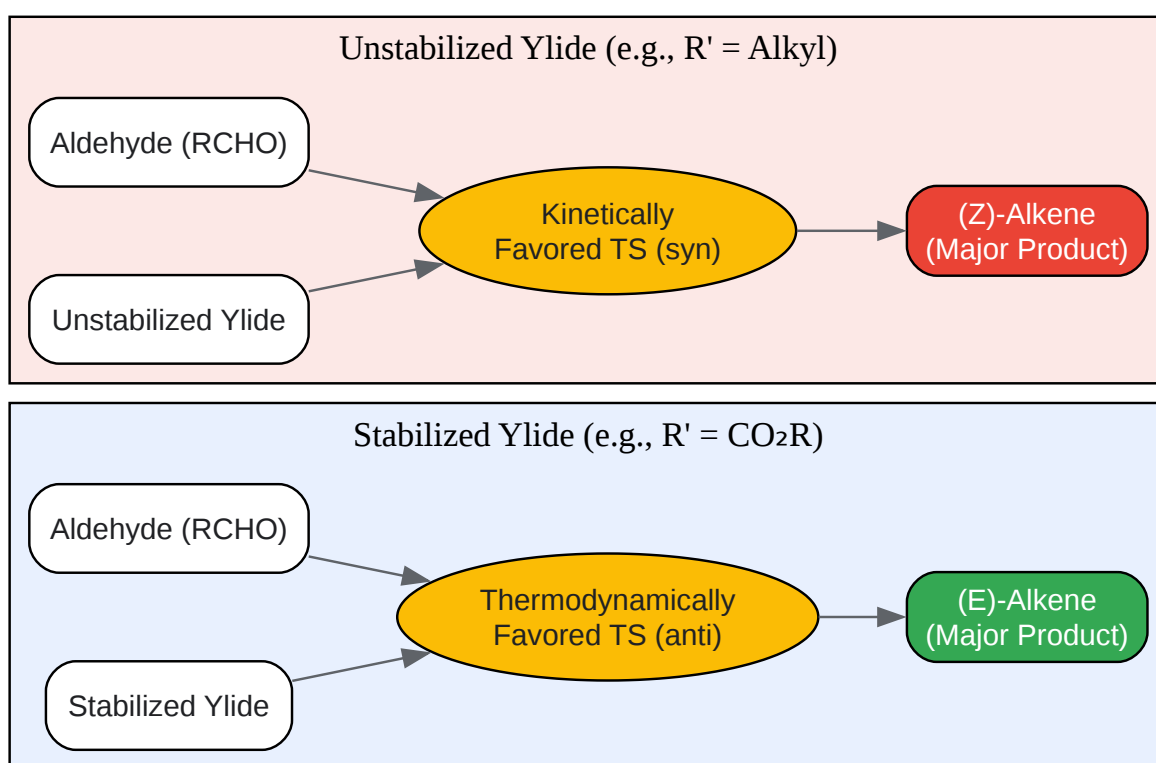 Unstabilized Ylide (e.g., R' = Alkyl)
Aldehyde (RCHO)
Unstabilized Ylide
Kinetically
Favored TS (syn)
(Z)-Alkene
(Major Product)
Stabilized Ylide (e.g., R' = CO₂R)
Aldehyde (RCHO)
Stabilized Ylide
Thermodynamically
Favored TS (anti)
(E)-Alkene
(Major Product)